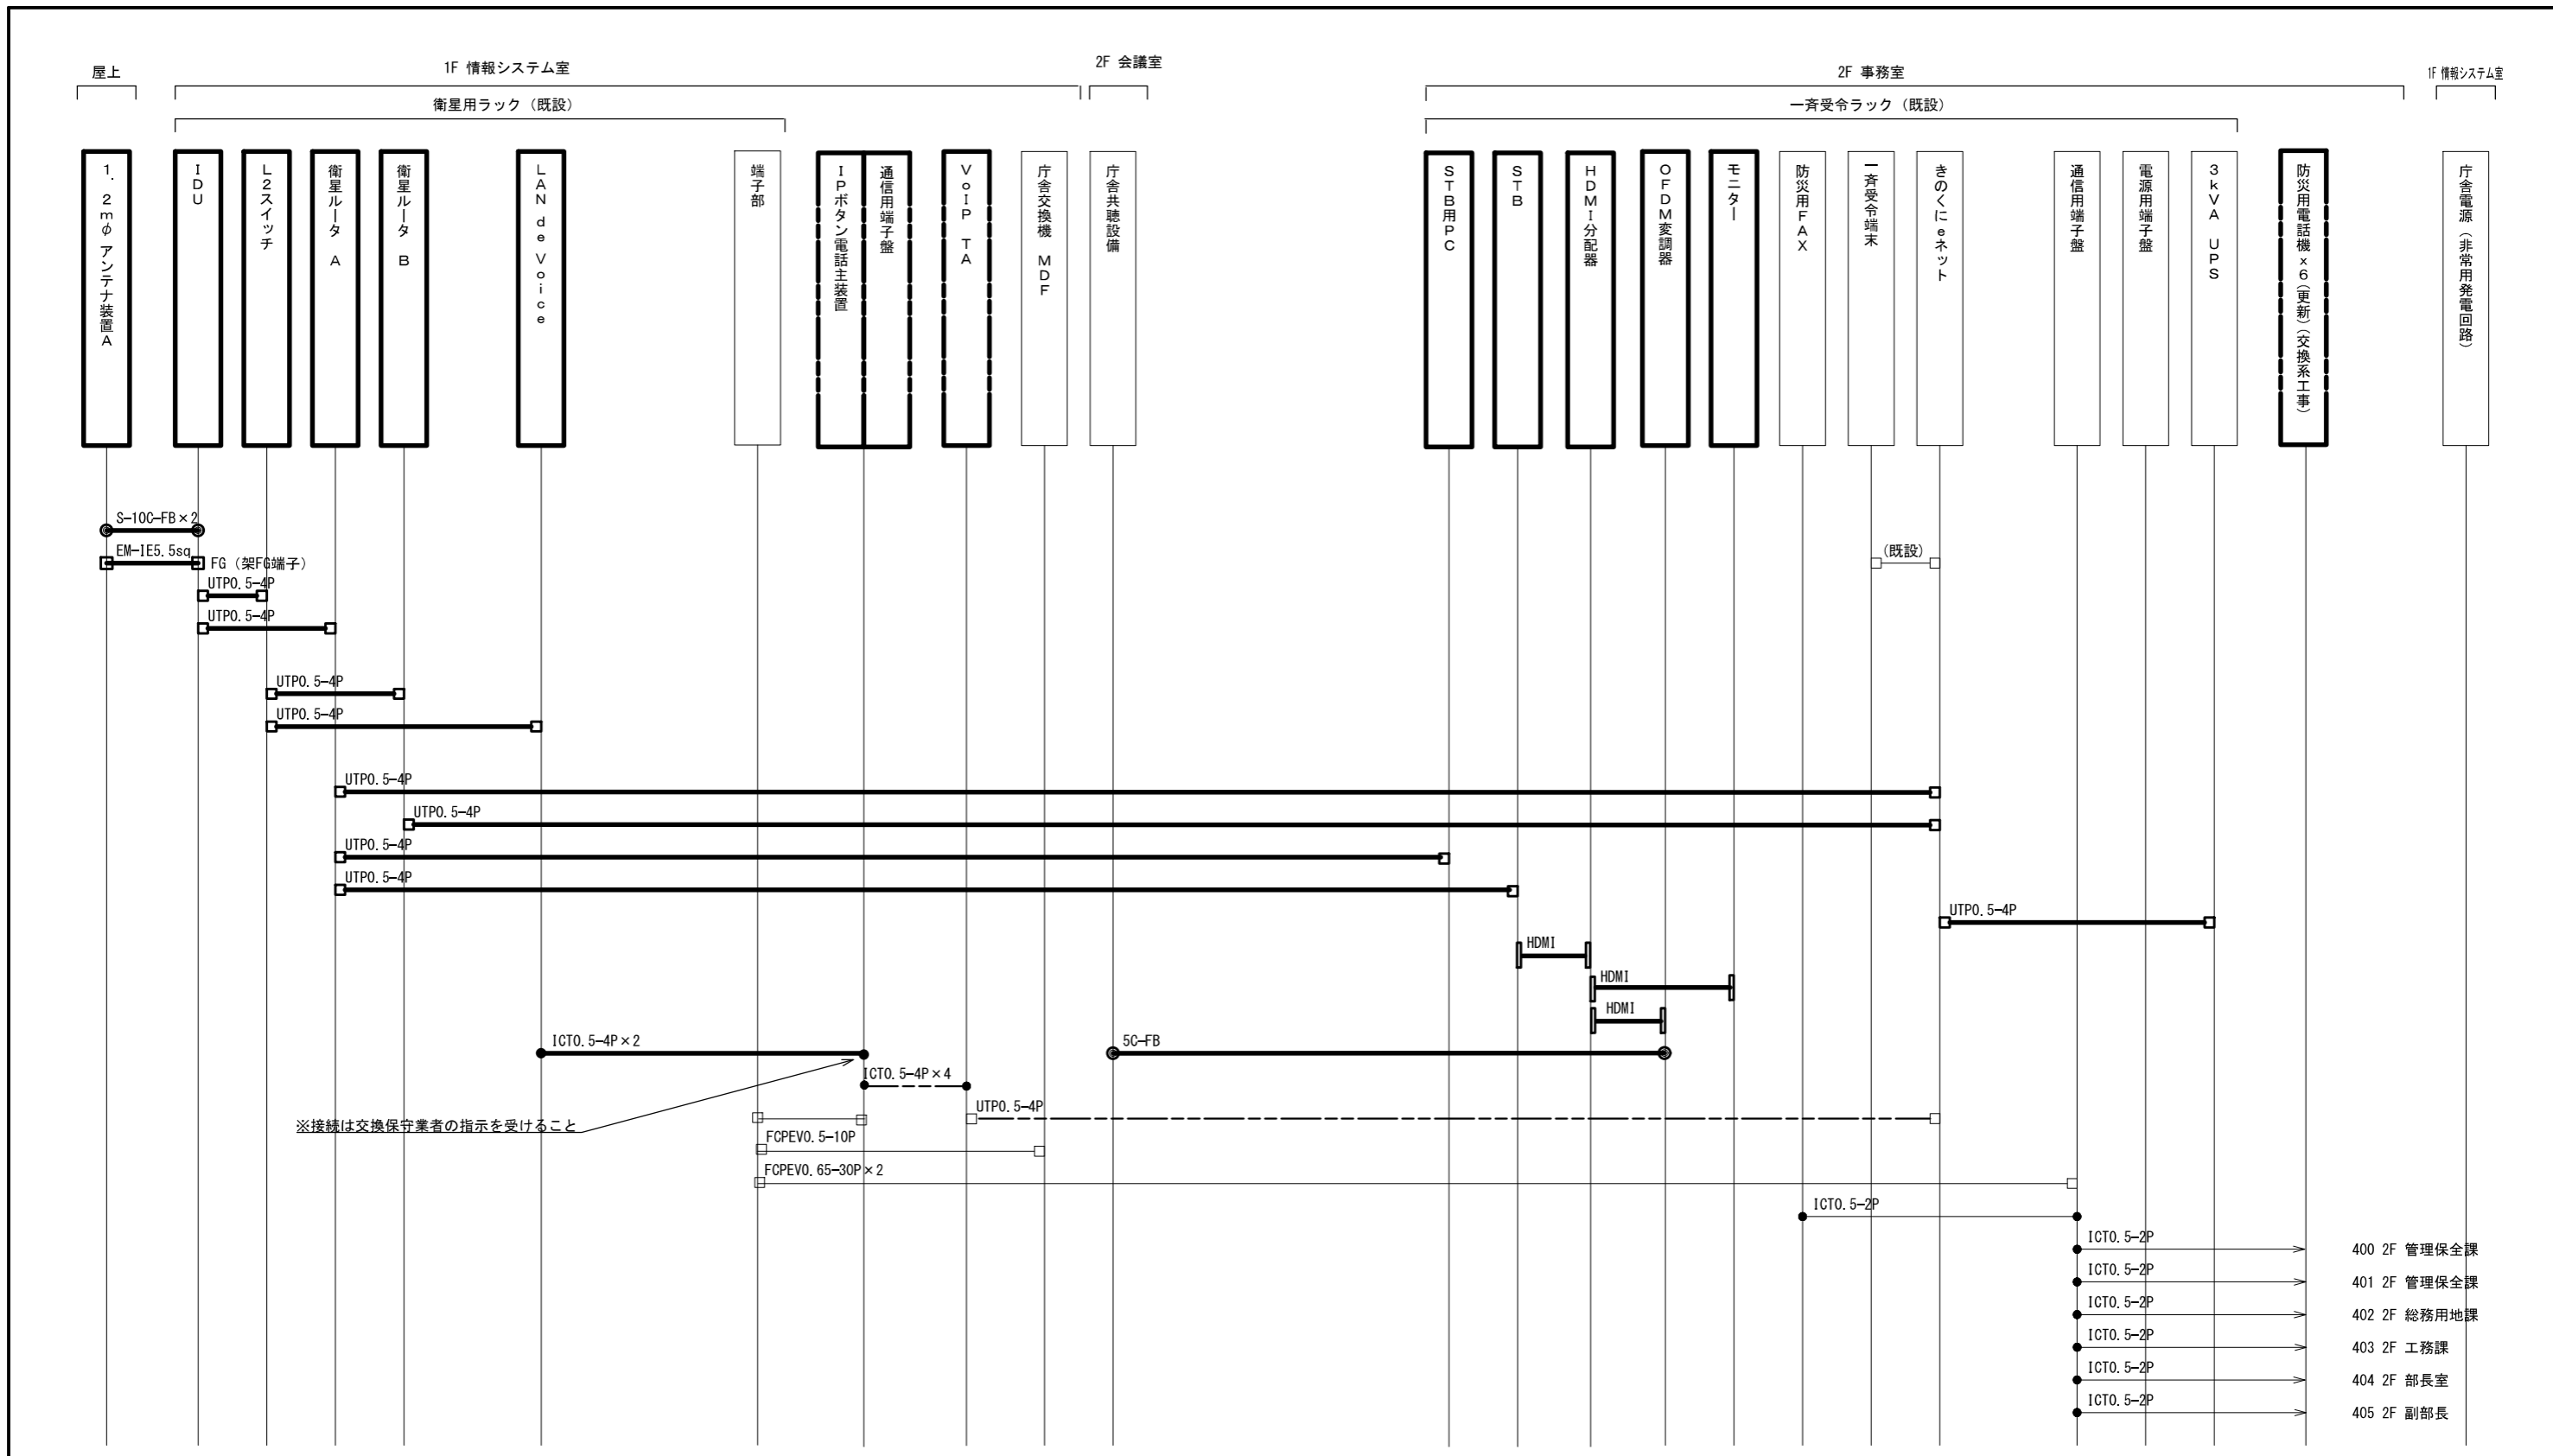 屋上
1F 情報システム室
2F 会議室
2F 事務室
1F 情報システム室
衛星用ラック（既設）
一斉受令ラック（既設）
１．２ｍφ アンテナ装置Ａ
ＩＤＵ
Ｌ２スイッチ
衛星ルータ Ａ
衛星ルータ Ｂ
ＬＡＮ ｄｅ Ｖｏｉｃｅ
端子部
ＩＰボタン電話主装置
通信用端子盤
ＶｏＩＰ ＴＡ
庁舎交換機 ＭＤＦ
庁舎共聴設備
ＳＴＢ用ＰＣ
ＳＴＢ
ＨＤＭＩ分配器
ＯＦＤＭ変調器
モニター
防災用ＦＡＸ
一斉受令端末
きのくにｅネット
通信用端子盤
電源用端子盤
３ｋＶＡ ＵＰＳ
防災用電話機ｘ６（更新）（交換系工事）
庁舎電源（非常用発電回路）
S-10C-FB×2
EM-IE5.5sq
FG（架FG端子）
(既設)
UTP0.5-4P
UTP0.5-4P
UTP0.5-4P
UTP0.5-4P
UTP0.5-4P
UTP0.5-4P
UTP0.5-4P
UTP0.5-4P
UTP0.5-4P
HDMI
HDMI
HDMI
ICT0.5-4P×2
5C-FB
ICT0.5-4P×4
UTP0.5-4P
※接続は交換保守業者の指示を受けること
FCPEV0.5-10P
FCPEV0.65-30P×2
ICT0.5-2P
ICT0.5-2P
400 2F 管理保全課
ICT0.5-2P
401 2F 管理保全課
ICT0.5-2P
402 2F 総務用地課
ICT0.5-2P
403 2F 工務課
ICT0.5-2P
404 2F 部長室
ICT0.5-2P
405 2F 副部長